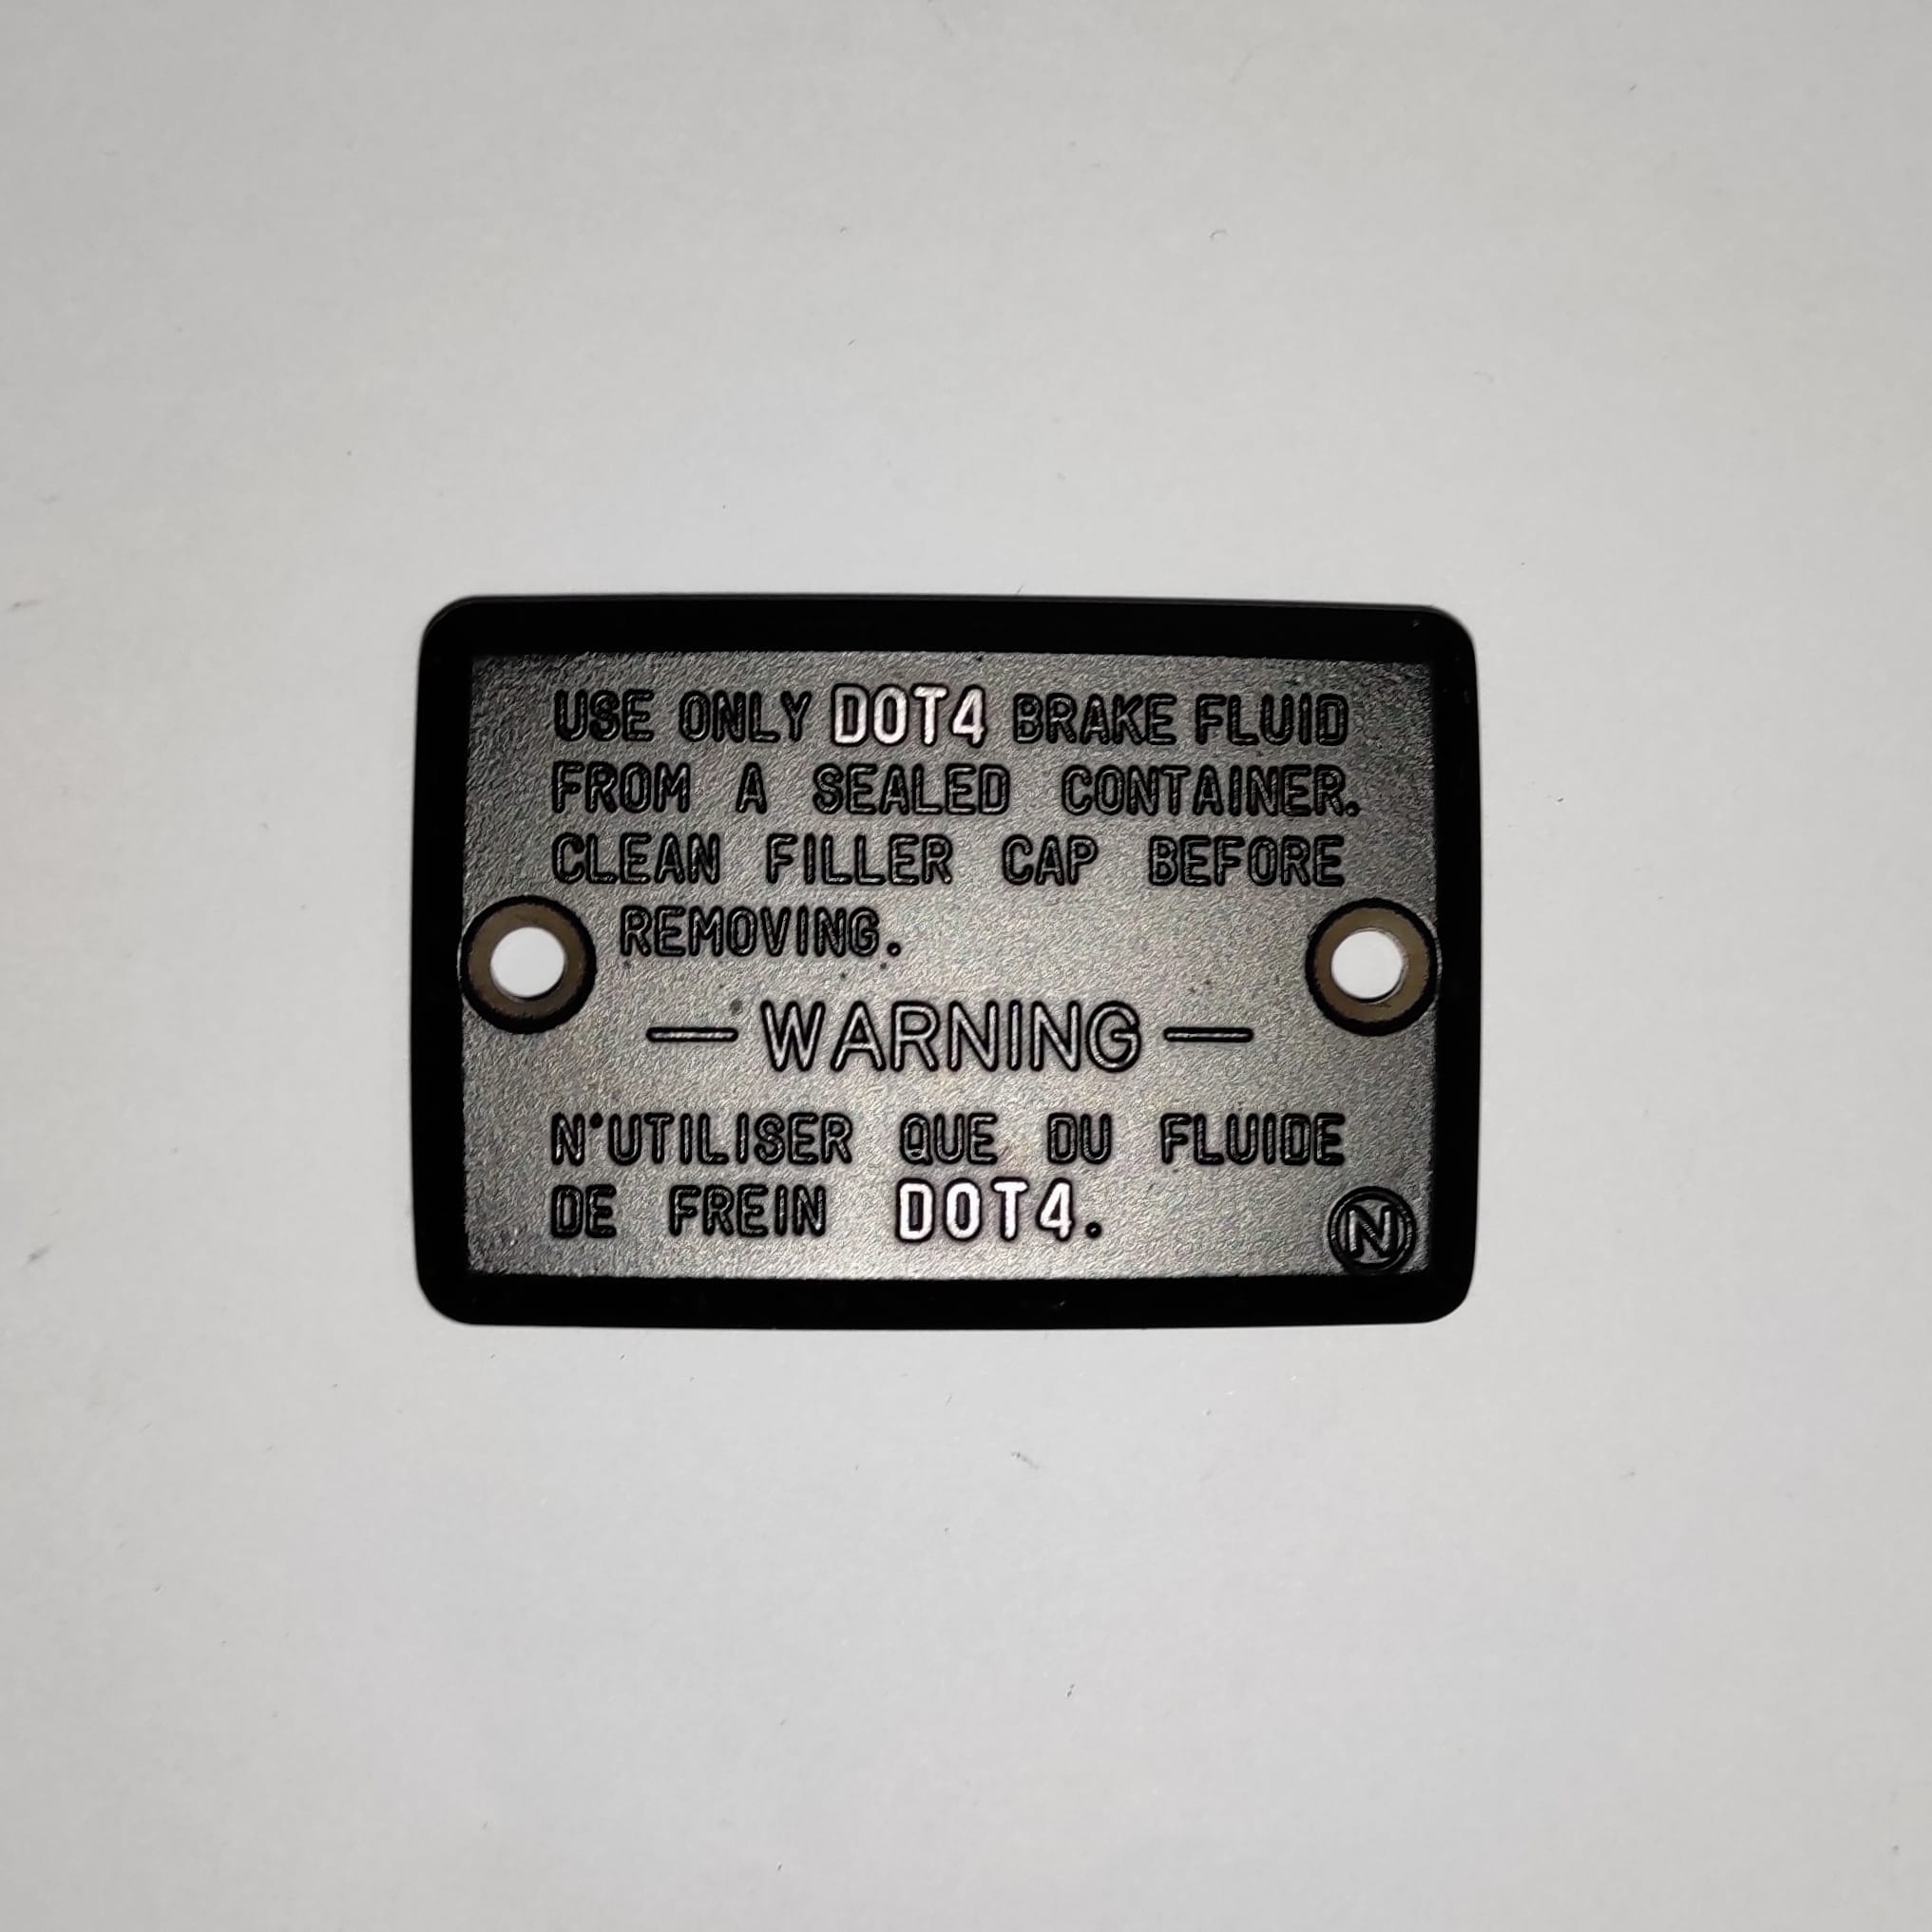 USE ONLY DOT4 BRAKE FLUID
FROM A SEALED CONTAINER.
CLEAN FILLER CAP BEFORE
REMOVING.
— WARNING —
N'UTILISER QUE DU FLUIDE
DE FREIN DOT4.
N